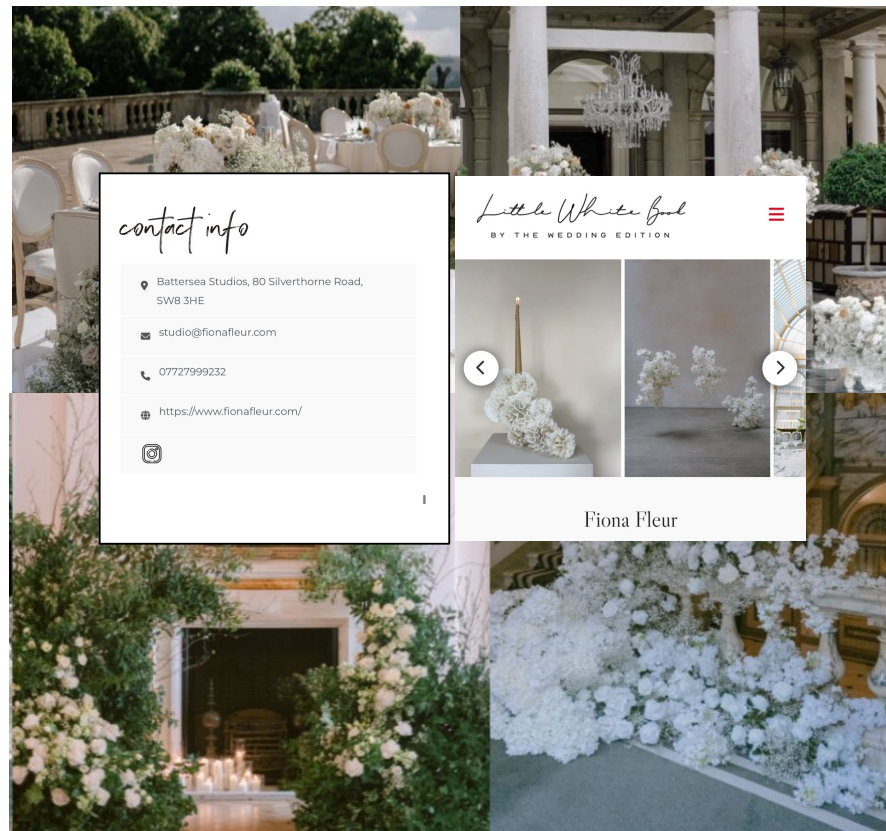 contact info
Battersea Studios, 80 Silverthorne Road,
SW8 3HE
studio@fionafleur.com
07727999232
https://www.fionafleur.com/
Little White Book
BY THE WEDDING EDITION
Fiona Fleur